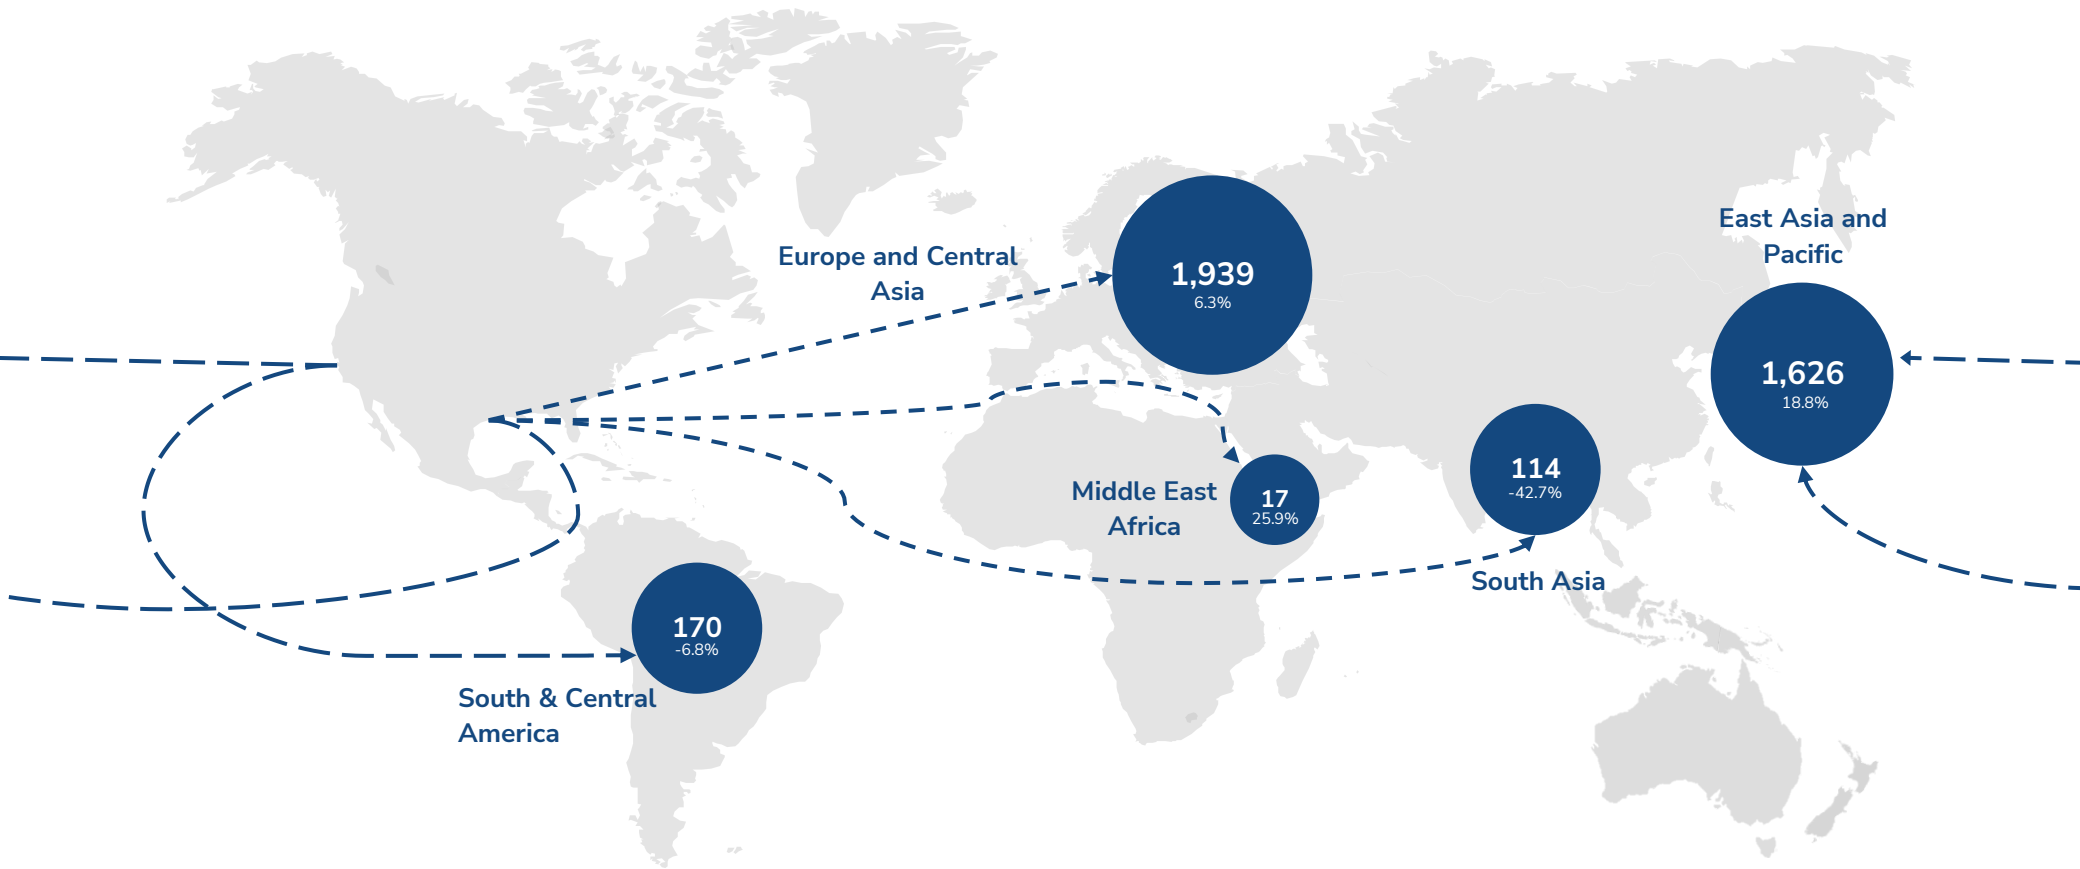 Europe and Central
Asia
1,939
6.3%
East Asia and
Pacific
1,626
18.8%
Middle East
Africa
17
25.9%
114
-42.7%
South Asia
170
-6.8%
South & Central
America